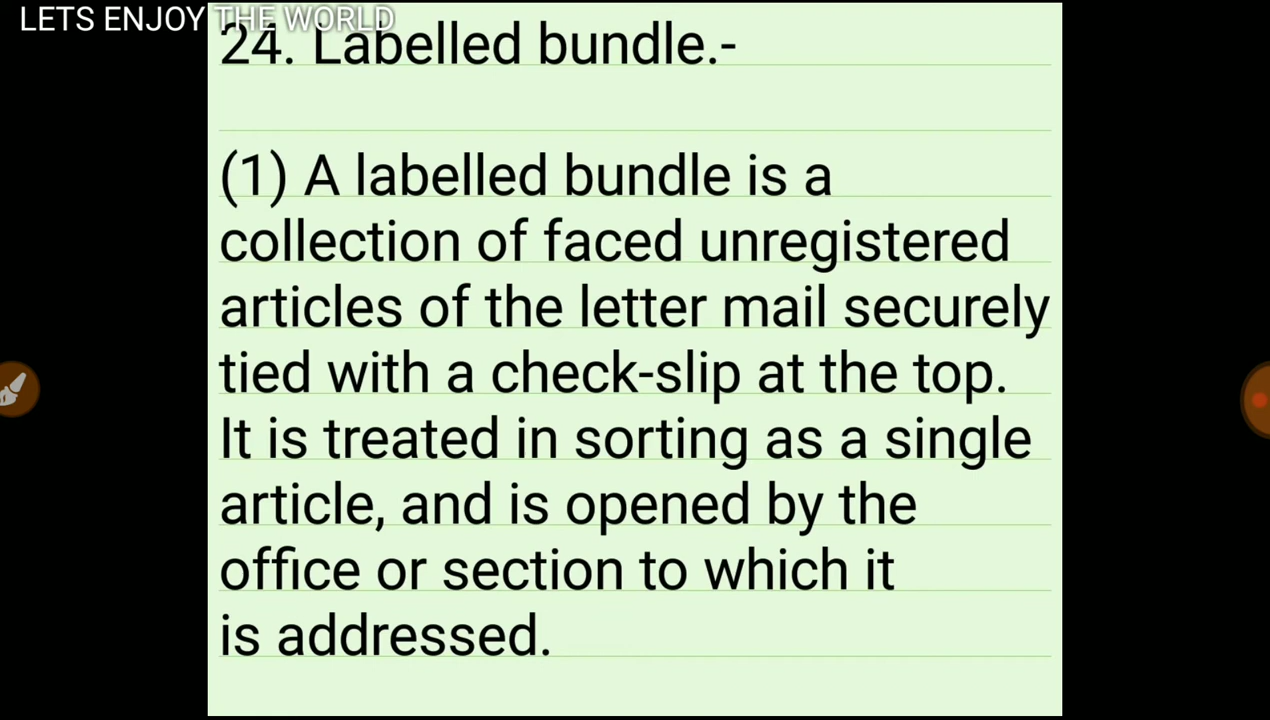 LETS ENJOY THE WORLD
24. Labelled bundle.-
(1) A labelled bundle is a
collection of faced unregistered
articles of the letter mail securely
tied with a check-slip at the top.
It is treated in sorting as a single
article, and is opened by the
office or section to which it
is addressed.